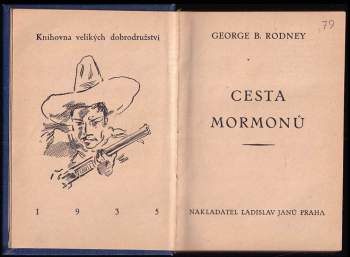 Knihovna velikých dobrodružství
1 9 3 5
79
GEORGE B. RODNEY
CESTA
MORMONŮ
NAKLADATEL LADISLAV JANŮ PRAHA